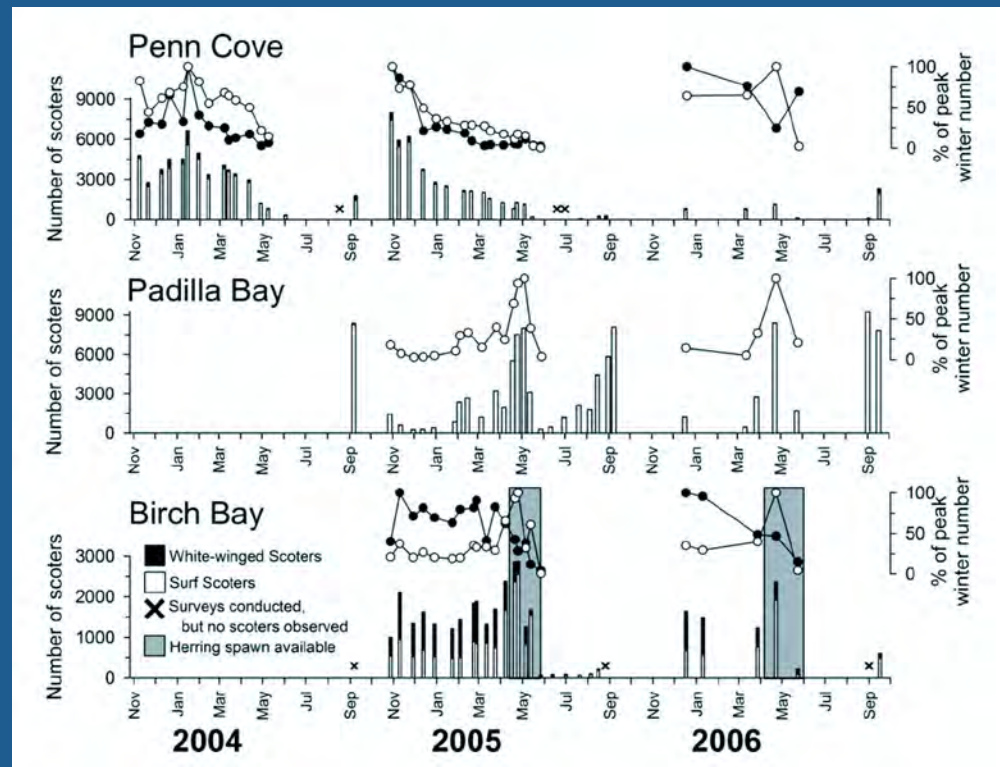 Penn Cove
Number of scoters
9000
6000
3000
0
100
50
0
% of peak
winter number
Nov Jan Mar May Jul Sep Nov Jan Mar May Jul Sep Nov Jan Mar May Jul Sep
Padilla Bay
Number of scoters
9000
6000
3000
0
100
50
0
% of peak
winter number
Nov Jan Mar May Jul Sep Nov Jan Mar May Jul Sep Nov Jan Mar May Jul Sep
Birch Bay
White-winged Scoters
Surf Scoters
Surveys conducted,
but no scoters observed
Herring spawn available
Number of scoters
3000
2000
1000
0
100
50
0
% of peak
winter number
Nov Jan Mar May Jul Sep Nov Jan Mar May Jul Sep Nov Jan Mar May Jul Sep
2004 2005 2006